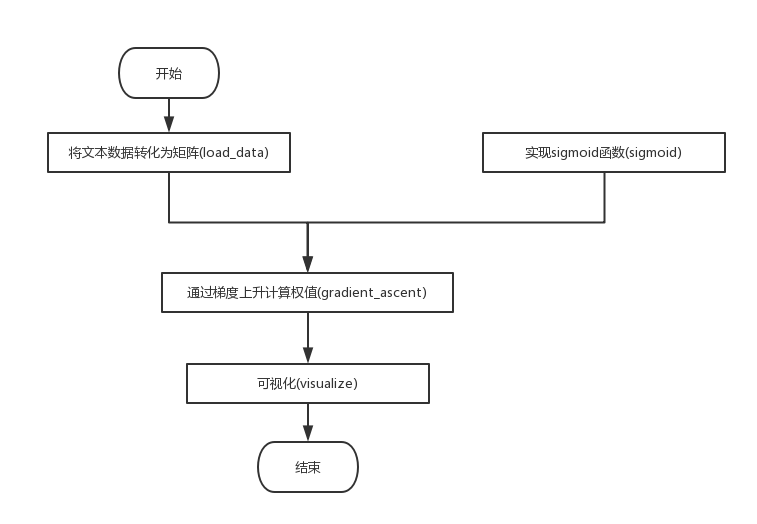 开始
将文本数据转化为矩阵(load_data)
实现sigmoid函数(sigmoid)
通过梯度上升计算权值(gradient_ascent)
可视化(visualize)
结束